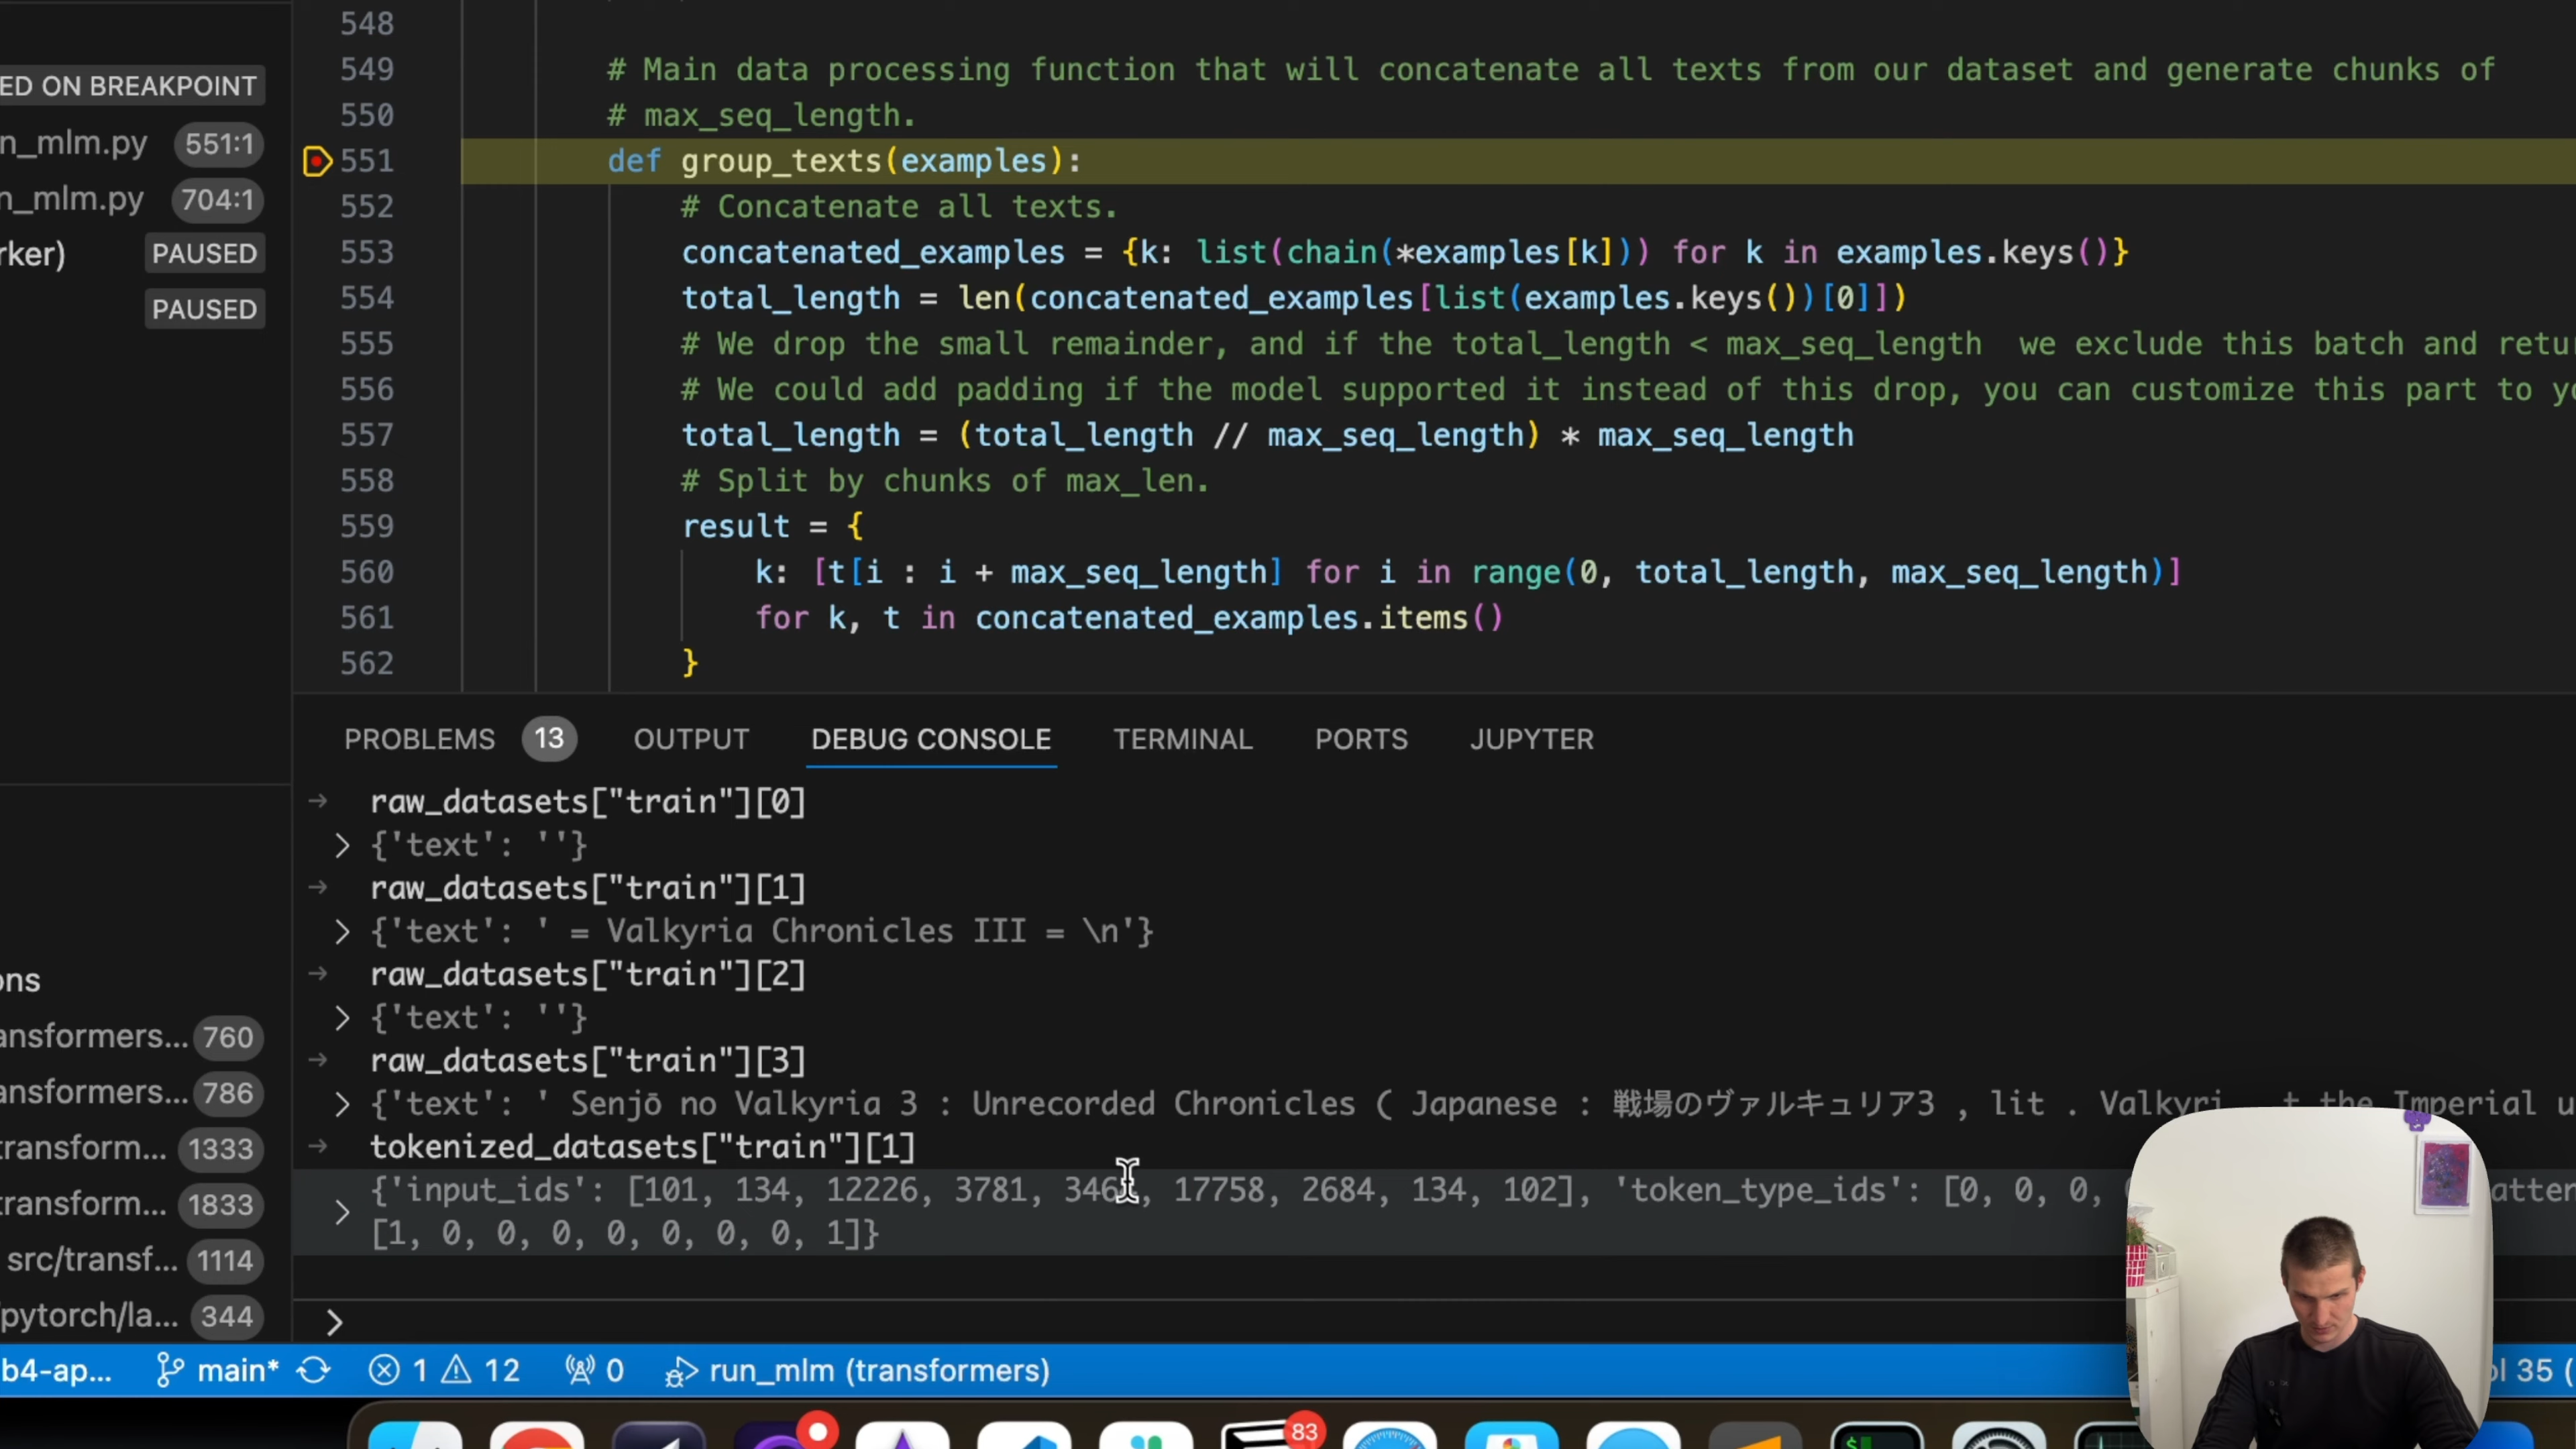 548
549 # Main data processing function that will concatenate all texts from our dataset and generate chunks of
ED ON BREAKPOINT
550 # max_seq_length.
n_mlm.py 551:1
551 def group_texts(examples):
n_mlm.py 704:1
552 # Concatenate all texts.
rker) PAUSED
553 concatenated_examples = {k: list(chain(*examples[k])) for k in examples.keys()}
PAUSED
554 total_length = len(concatenated_examples[list(examples.keys())[0]])
555 # We drop the small remainder, and if the total_length < max_seq_length  we exclude this batch and retu
556 # We could add padding if the model supported it instead of this drop, you can customize this part to y
557 total_length = (total_length // max_seq_length) * max_seq_length
558 # Split by chunks of max_len.
559 result = {
560 k: [t[i : i + max_seq_length] for i in range(0, total_length, max_seq_length)]
561 for k, t in concatenated_examples.items()
562 }
PROBLEMS 13 OUTPUT DEBUG CONSOLE TERMINAL PORTS JUPYTER
→ raw_datasets["train"][0]
> {'text': ''}
→ raw_datasets["train"][1]
> {'text': ' = Valkyria Chronicles III = \n'}
→ raw_datasets["train"][2]
> {'text': ''}
→ raw_datasets["train"][3]
> {'text': ' Senjō no Valkyria 3 : Unrecorded Chronicles ( Japanese : 戦場のヴァルキュリア3 , lit . Valkyri t the Imperial u
→ tokenized_datasets["train"][1]
> {'input_ids': [101, 134, 12226, 3781, 17758, 2684, 134, 102], 'token_type_ids': [0, 0, 0, atten
[1, 0, 0, 0, 0, 0, 0, 0, 1]}
>
ons
ansformers... 760
ansformers... 786
transform... 1333
transform... 1833
src/transf... 1114
/pytorch/la... 344
b4-ap... main* 1 12 0 run_mlm (transformers) ol 35 (
83
$